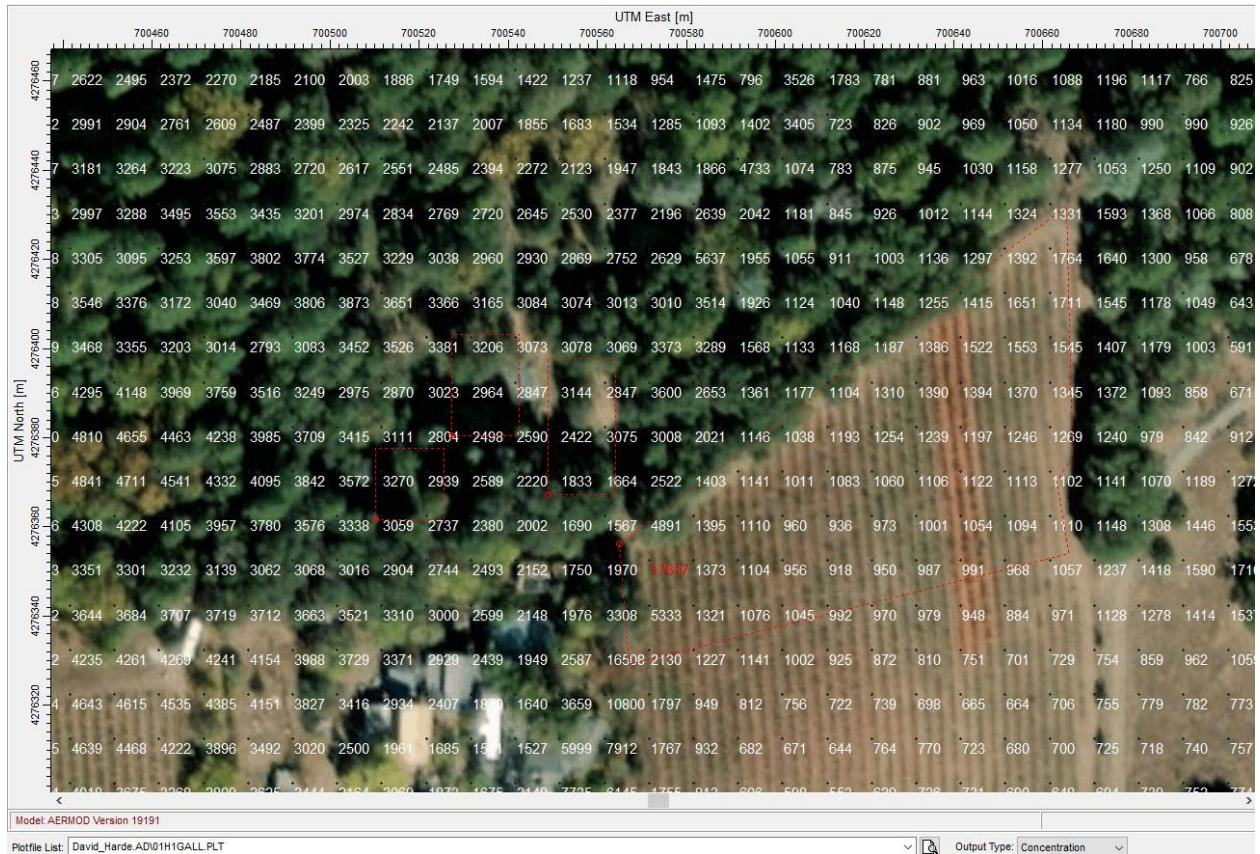 UTM East [m]
700460 700480 700500 700520 700540 700560 700580 700600 700620 700640 700660 700680 700700
4276460
7 2622 2495 2372 2270 2185 2100 2003 1886 1749 1594 1422 1237 1118 954 1475 796 3526 1783 781 881 963 1016 1088 1196 1117 766 825
2 2991 2904 2761 2609 2487 2399 2325 2242 2137 2007 1855 1683 1534 1285 1093 1402 3405 723 826 902 969 1050 1134 1180 990 990 926
4276440
7 3181 3264 3223 3075 2883 2720 2617 2551 2485 2394 2272 2123 1947 1843 1866 4733 1074 783 875 945 1030 1158 1277 1053 1250 1109 902
3 2997 3288 3495 3553 3435 3201 2974 2834 2769 2720 2645 2530 2377 2196 2639 2042 1181 845 926 1012 1144 1324 1331 1593 1368 1066 808
4276420
8 3305 3095 3253 3597 3802 3774 3527 3229 3038 2960 2930 2869 2752 2629 5637 1955 1055 911 1003 1136 1297 1392 1764 1640 1300 958 678
8 3546 3376 3172 3040 3469 3806 3873 3651 3366 3165 3084 3074 3013 3010 3514 1926 1124 1040 1148 1255 1415 1651 1711 1545 1178 1049 643
4276400
9 3468 3355 3203 3014 2793 3083 3452 3526 3381 3206 3073 3078 3069 3373 3289 1568 1133 1168 1187 1386 1522 1553 1545 1407 1179 1003 591
UTM North [m]
6 4295 4148 3969 3759 3516 3249 2975 2870 3023 2964 2847 3144 2847 3600 2653 1361 1177 1104 1310 1390 1394 1370 1345 1372 1093 858 671
4276380
0 4810 4655 4463 4238 3985 3709 3415 3111 2804 2498 2590 2422 3075 3008 2021 1146 1038 1193 1254 1239 1197 1246 1269 1240 979 842 912
5 4841 4711 4541 4332 4095 3842 3572 3270 2939 2589 2220 1833 1664 2522 1403 1141 1011 1083 1060 1106 1122 1113 1102 1141 1070 1189 1272
4276360
6 4308 4222 4105 3957 3780 3576 3338 3059 2737 2380 2002 1690 1567 4891 1395 1110 960 936 973 1001 1054 1094 1110 1148 1308 1446 1553
3 3351 3301 3232 3139 3062 3068 3016 2904 2744 2493 2152 1750 1970 17617 1373 1104 956 918 950 987 991 968 1057 1237 1418 1590 1710
4276340
2 3644 3684 3707 3719 3712 3663 3521 3310 3000 2599 2148 1976 3308 5333 1321 1076 1045 992 970 979 948 884 971 1128 1278 1414 153
2 4235 4261 4269 4241 4154 3988 3729 3371 2929 2439 1949 2587 16508 2130 1227 1141 1002 925 872 810 751 701 729 754 859 962 105
4276320
4 4643 4615 4535 4385 4151 3827 3416 2934 2407 1640 3659 10800 1797 949 812 756 722 739 698 665 664 706 755 779 782 773
5 4639 4468 4222 3896 3492 3020 2500 1961 1685 1527 5999 7912 1767 932 682 671 644 764 770 723 680 700 725 718 740 757
Model: AERMOD Version 19191
Plotfile List: David_Harde.AD\01H1GALL.PLT Output Type: Concentration